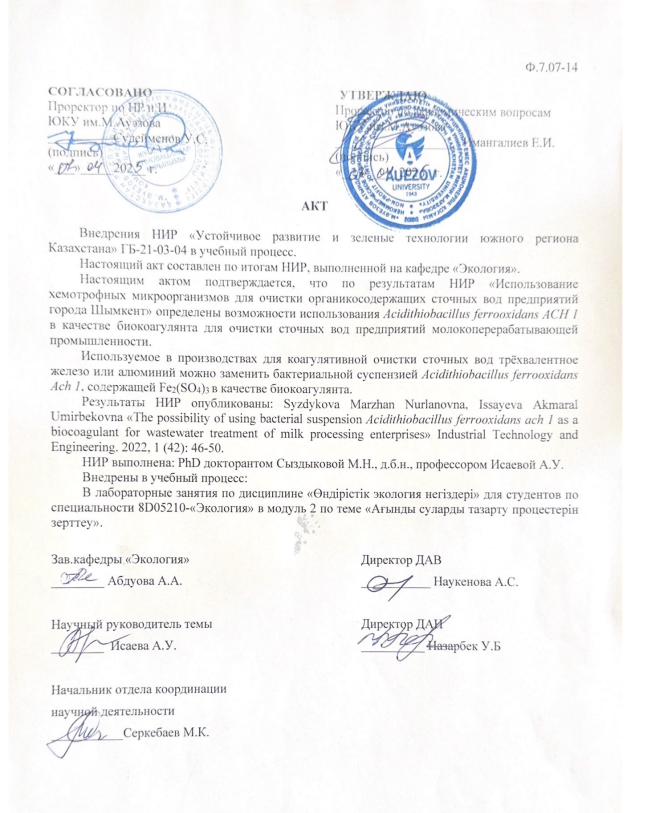 Ф.7.07-14
СОГЛАСОВАНО
Проректор по НР и И
ЮКУ им.М.Ауэзова
Сулейменов У.С.
(подпись)
04 2025 г.
УТВЕРЖДАЮ
AUEZOV
UNIVERSITY
1943
(подпись)
АКТ
Внедрения НИР «Устойчивое развитие и зеленые технологии южного региона
Казахстана» ГБ-21-03-04 в учебный процесс.
Настоящий акт составлен по итогам НИР, выполненной на кафедре «Экология».
Настоящим актом подтверждается, что по результатам НИР «Использование
хемотрофных микроорганизмов для очистки органикосодержащих сточных вод предприятий
города Шымкент» определены возможности использования Acidithiobacillus ferrooxidans ACH 1
в качестве биокоагулянта для очистки сточных вод предприятий молокоперерабатывающей
промышленности.
Используемое в производствах для коагулятивной очистки сточных вод трёхвалентное
железо или алюминий можно заменить бактериальной суспензией Acidithiobacillus ferrooxidans
Ach 1, содержащей Fe₂(SO₄)₃ в качестве биокоагулянта.
Результаты НИР опубликованы: Syzdykova Marzhan Nurlanovna, Issayeva Akmaral
Umirbekovna «The possibility of using bacterial suspension Acidithiobacillus ferrooxidans ach 1 as a
biocoagulant for wastewater treatment of milk processing enterprises» Industrial Technology and
Engineering. 2022, 1 (42): 46-50.
НИР выполнена: PhD докторантом Сыздыковой М.Н., д.б.н., профессором Исаевой А.У.
Внедрены в учебный процесс:
В лабораторные занятия по дисциплине «Өндірістік экология негіздері» для студентов по
специальности 8D05210-«Экология» в модуль 2 по теме «Ағынды суларды тазарту процестерін
зерттеу».
Зав.кафедры «Экология»
Абдуова А.А.
Директор ДАВ
Наукенова А.С.
Научный руководитель темы
Исаева А.У.
Директор ДАН
Назарбек У.Б
Начальник отдела координации
научной деятельности
Серкебаев М.К.